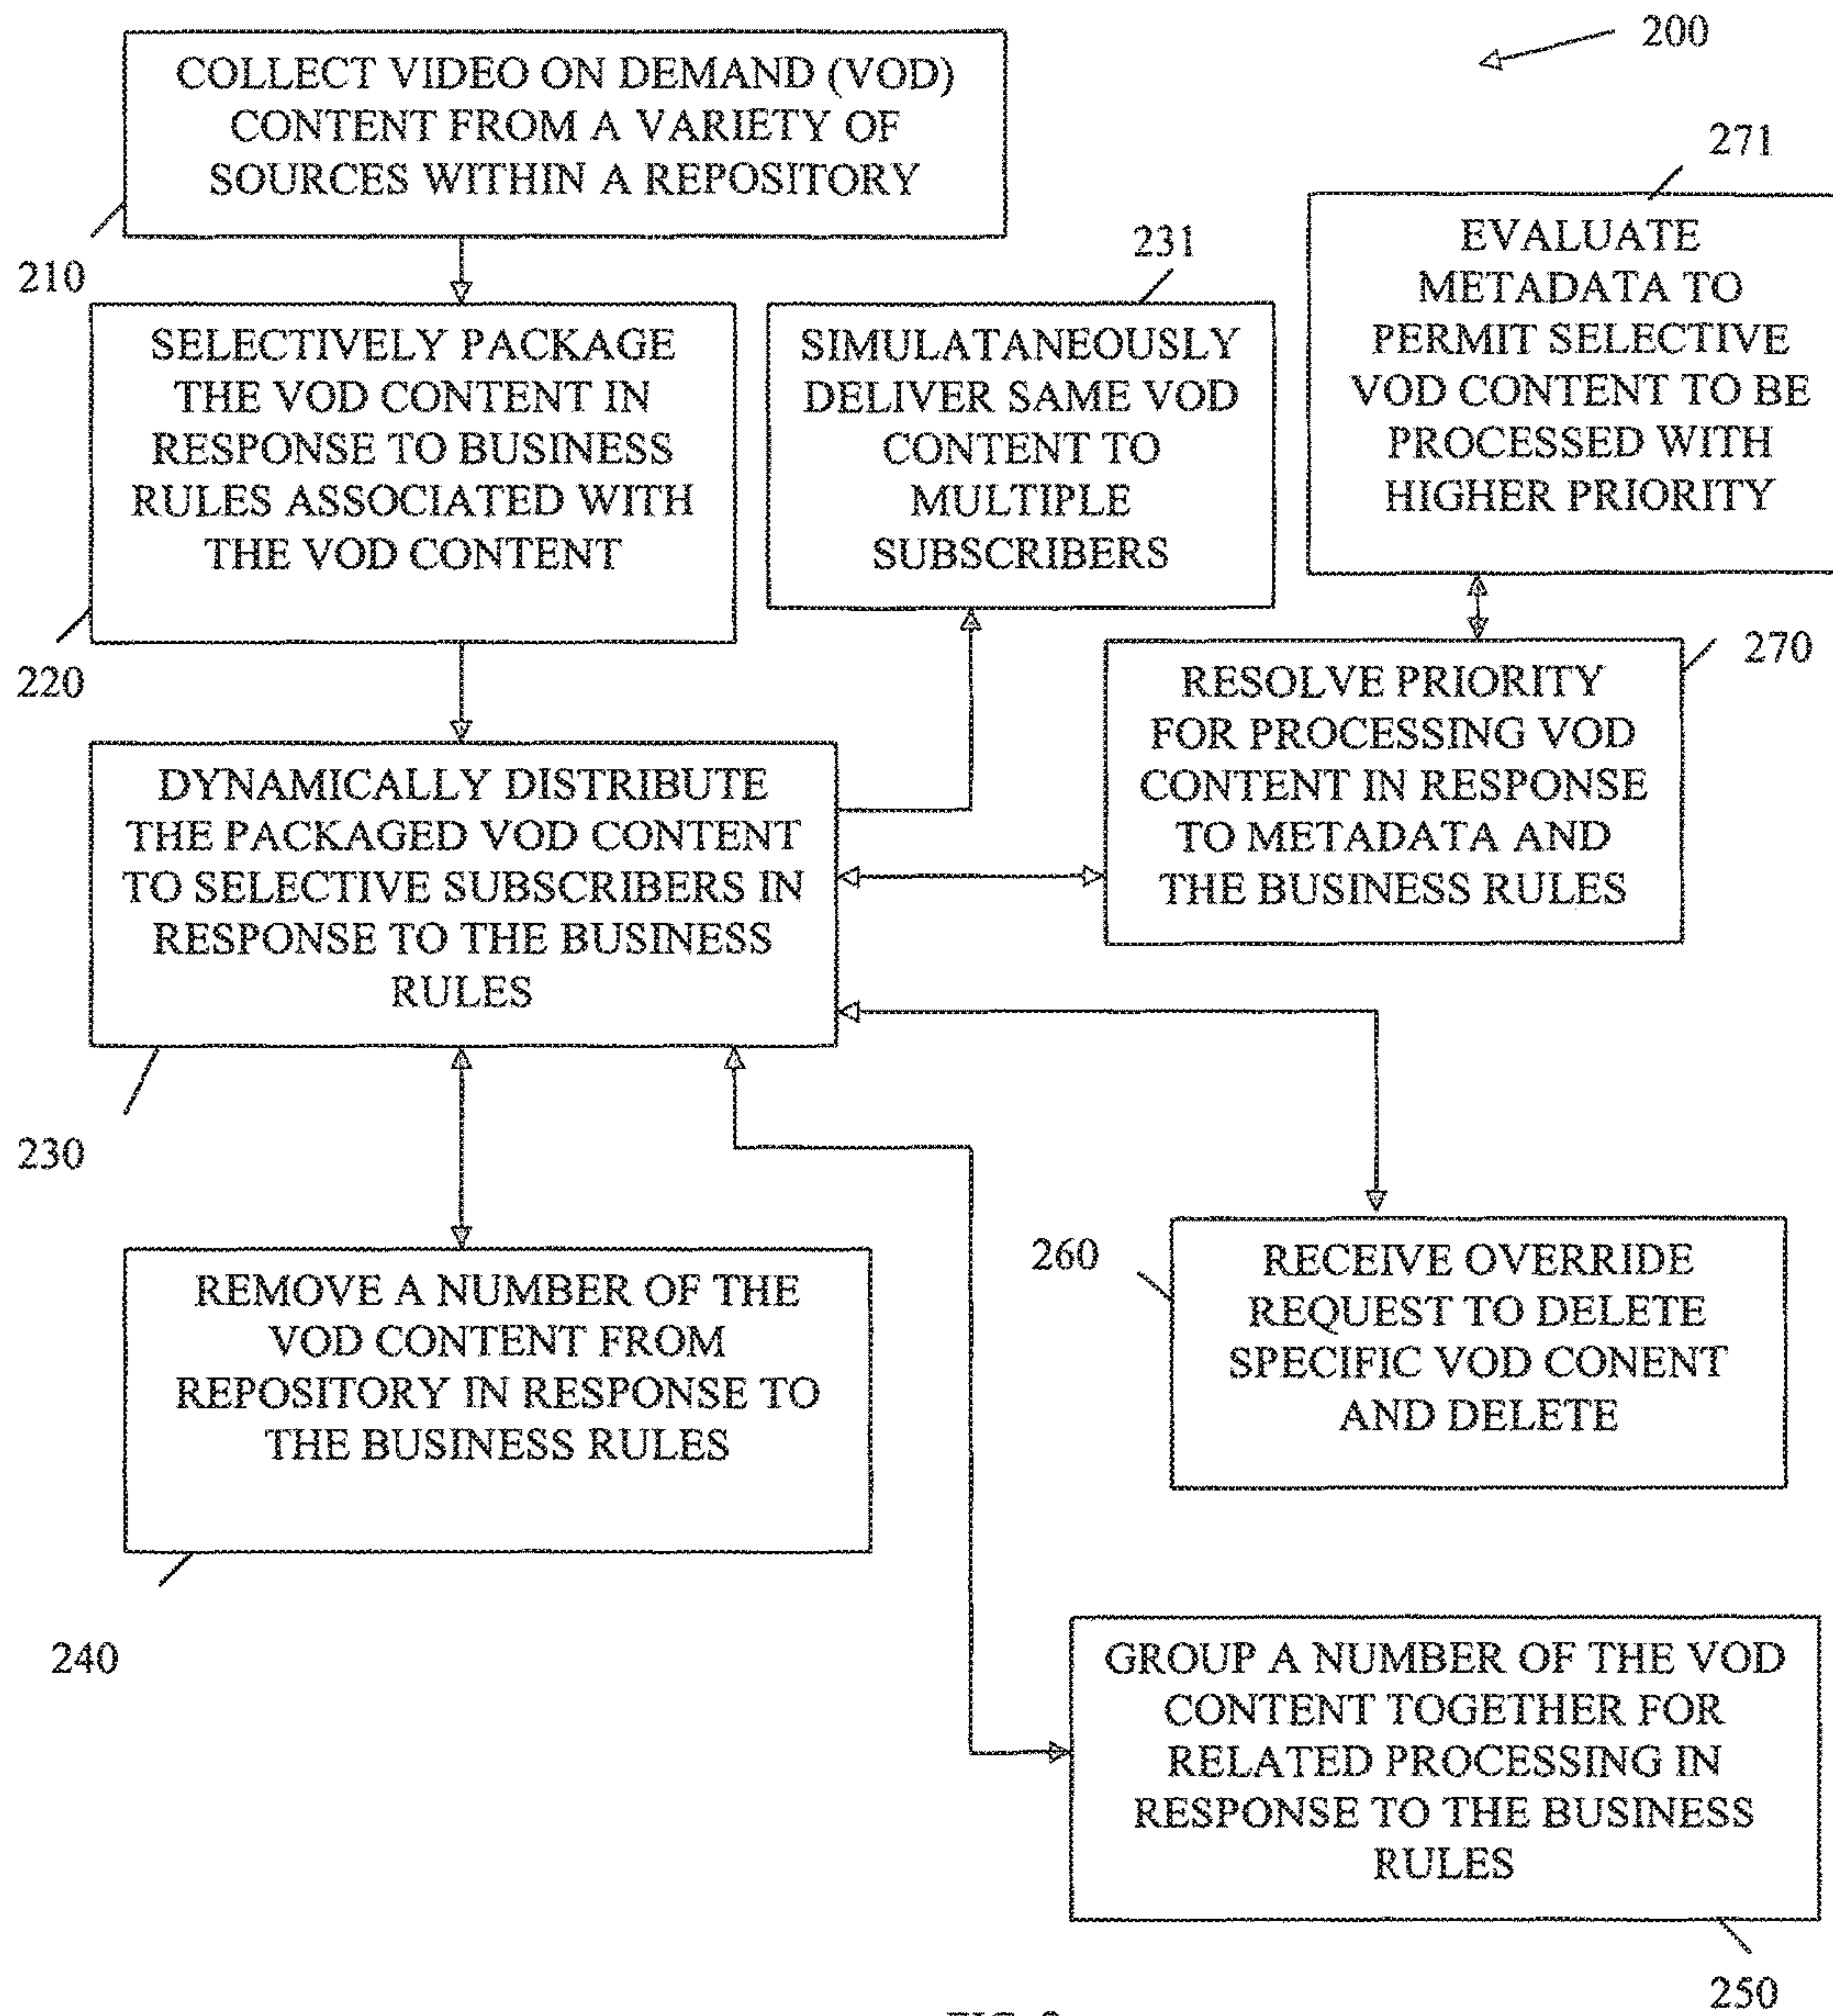 200
COLLECT VIDEO ON DEMAND (VOD)
CONTENT FROM A VARIETY OF
SOURCES WITHIN A REPOSITORY
210
271
EVALUATE
METADATA TO
PERMIT SELECTIVE
VOD CONTENT TO BE
PROCESSED WITH
HIGHER PRIORITY
231
SIMULATANEOUSLY
DELIVER SAME VOD
CONTENT TO
MULTIPLE
SUBSCRIBERS
SELECTIVELY PACKAGE
THE VOD CONTENT IN
RESPONSE TO BUSINESS
RULES ASSOCIATED WITH
THE VOD CONTENT
220
270
RESOLVE PRIORITY
FOR PROCESSING VOD
CONTENT IN RESPONSE
TO METADATA AND
THE BUSINESS RULES
DYNAMICALLY DISTRIBUTE
THE PACKAGED VOD CONTENT
TO SELECTIVE SUBSCRIBERS IN
RESPONSE TO THE BUSINESS
RULES
230
REMOVE A NUMBER OF THE
VOD CONTENT FROM
REPOSITORY IN RESPONSE TO
THE BUSINESS RULES
240
260
RECEIVE OVERRIDE
REQUEST TO DELETE
SPECIFIC VOD CONENT
AND DELETE
GROUP A NUMBER OF THE VOD
CONTENT TOGETHER FOR
RELATED PROCESSING IN
RESPONSE TO THE BUSINESS
RULES
250